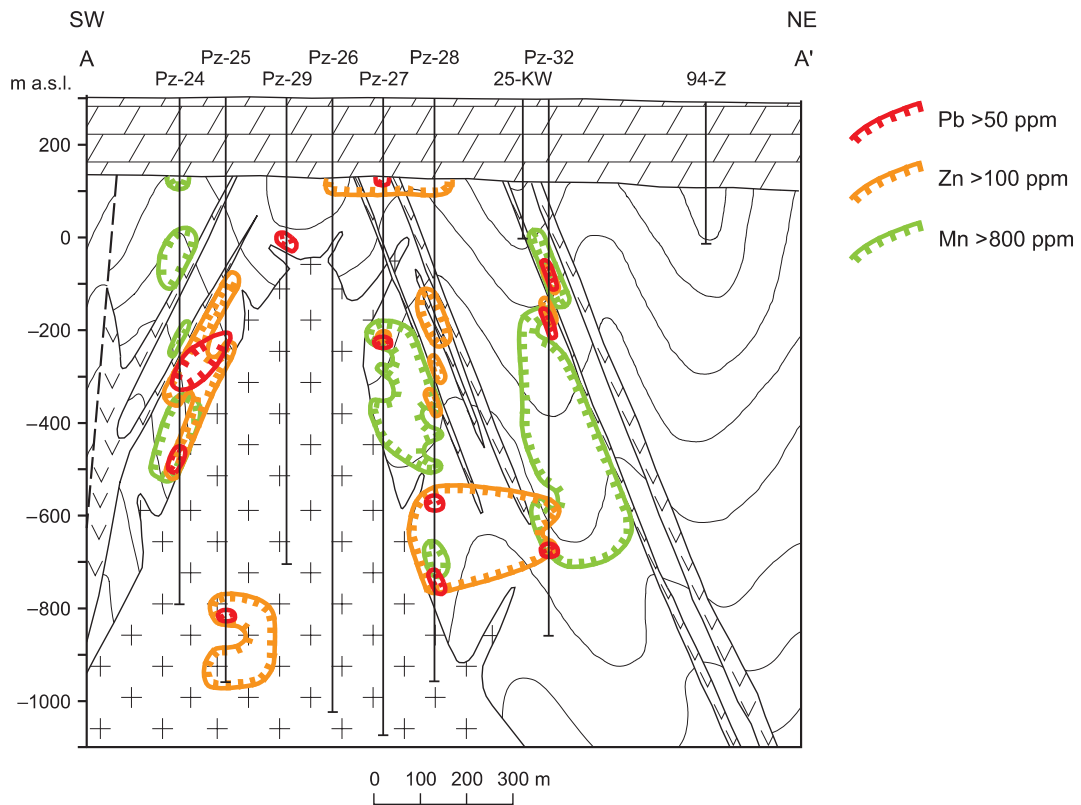 SW
NE
A
A'
Pz-25
Pz-26
Pz-28
Pz-32
m a.s.l.
Pz-24
Pz-29
Pz-27
25-KW
94-Z
200
0
−200
−400
−600
−800
−1000
Pb >50 ppm
Zn >100 ppm
Mn >800 ppm
0
100
200
300 m